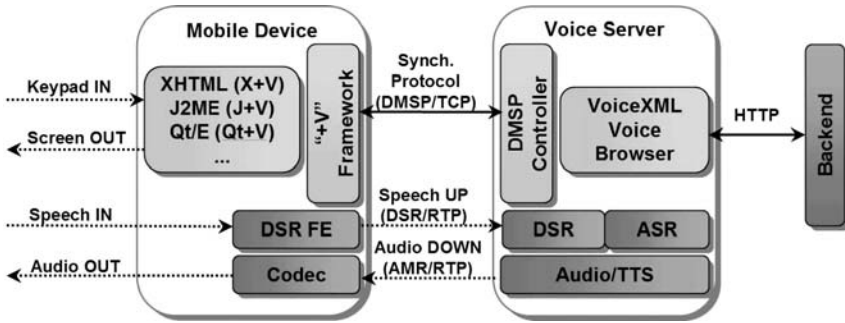 Mobile Device
Voice Server
Keypad IN
Screen OUT
Speech IN
Audio OUT
XHTML (X+V)
J2ME (J+V)
Qt/E (Qt+V)
...
"+V"
Framework
DSR FE
Codec
Synch.
Protocol
(DMSP/TCP)
Speech UP
(DSR/RTP)
Audio DOWN
(AMR/RTP)
DMSP
Controller
VoiceXML
Voice
Browser
DSR
ASR
Audio/TTS
HTTP
Backend